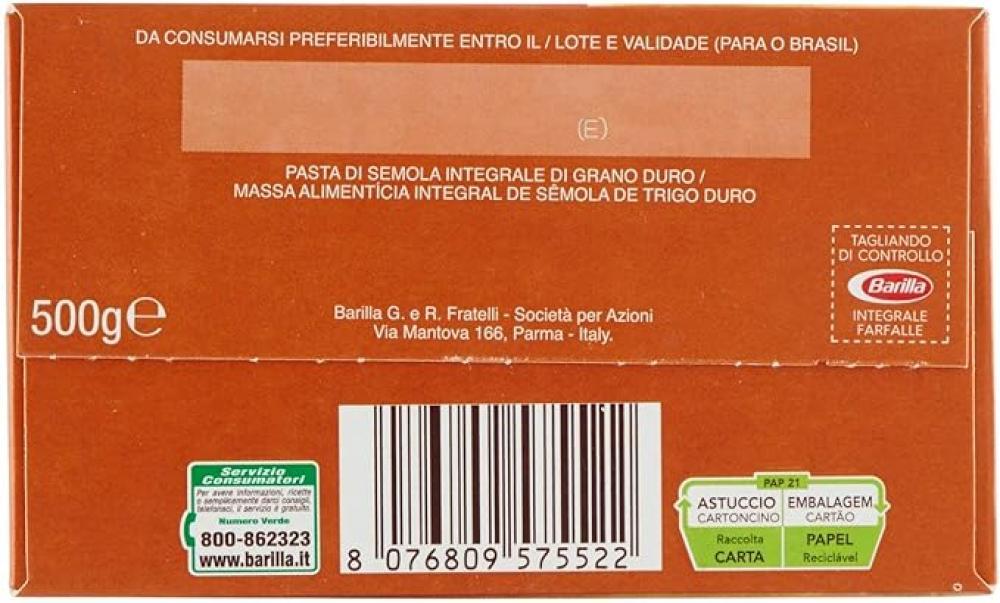 DA CONSUMARSI PREFERIBILMENTE ENTRO IL / LOTE E VALIDADE (PARA O BRASIL)
(E)
PASTA DI SEMOLA INTEGRALE DI GRANO DURO /
MASSA ALIMENTÍCIA INTEGRAL DE SÊMOLA DE TRIGO DURO
TAGLIANDO
DI CONTROLLO
Barilla
INTEGRALE
FARFALLE
500g℮
Barilla G. e R. Fratelli - Società per Azioni
Via Mantova 166, Parma - Italy.
Servizio
Consumatori
Per avere informazioni, ricette
o semplicemente darci consigli,
telefonaci, il servizio è gratuito.
Numero Verde
800-862323
www.barilla.it
8 076809 575522
PAP 21
ASTUCCIO
CARTONCINO
Raccolta
CARTA
EMBALAGEM
CARTÃO
PAPEL
Reciclável